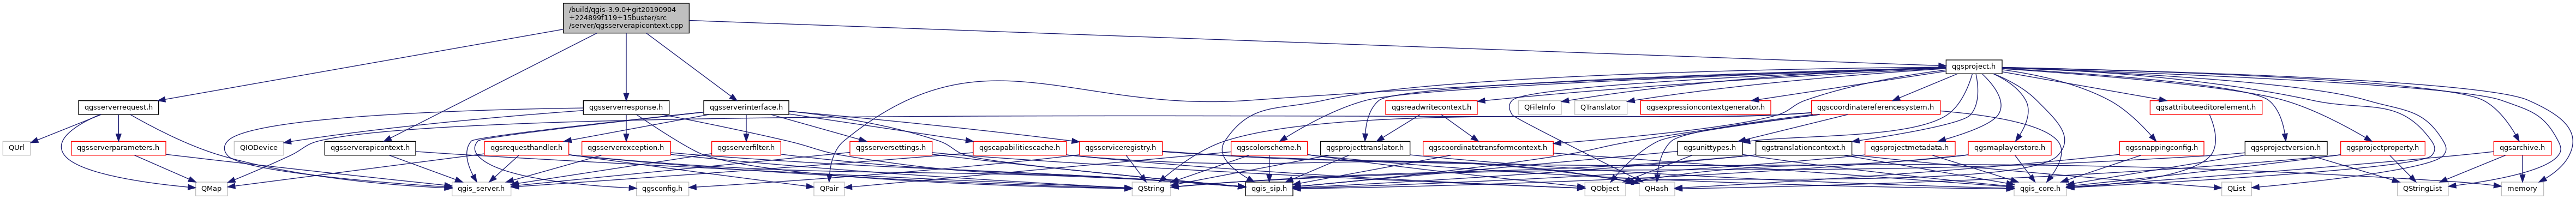 /build/qgis-3.9.0+git20190904
+224899f119+15buster/src
/server/qgsserverapicontext.cpp
qgsproject.h
qgsserverrequest.h
qgsserverresponse.h
qgsserverinterface.h
qgsreadwritecontext.h
QFileInfo
QTranslator
qgsexpressioncontextgenerator.h
qgscoordinatereferencesystem.h
qgsattributeeditorelement.h
QUrl
qgsserverparameters.h
QIODevice
qgsserverapicontext.h
qgsrequesthandler.h
qgsserverexception.h
qgsserverfilter.h
qgsserversettings.h
qgscapabilitiescache.h
qgsserviceregistry.h
qgscolorscheme.h
qgsprojecttranslator.h
qgscoordinatetransformcontext.h
qgsunittypes.h
qgstranslationcontext.h
qgsprojectmetadata.h
qgsmaplayerstore.h
qgssnappingconfig.h
qgsprojectversion.h
qgsprojectproperty.h
qgsarchive.h
QMap
qgis_server.h
qgsconfig.h
QPair
QString
qgis_sip.h
QObject
QHash
qgis_core.h
QList
QStringList
memory